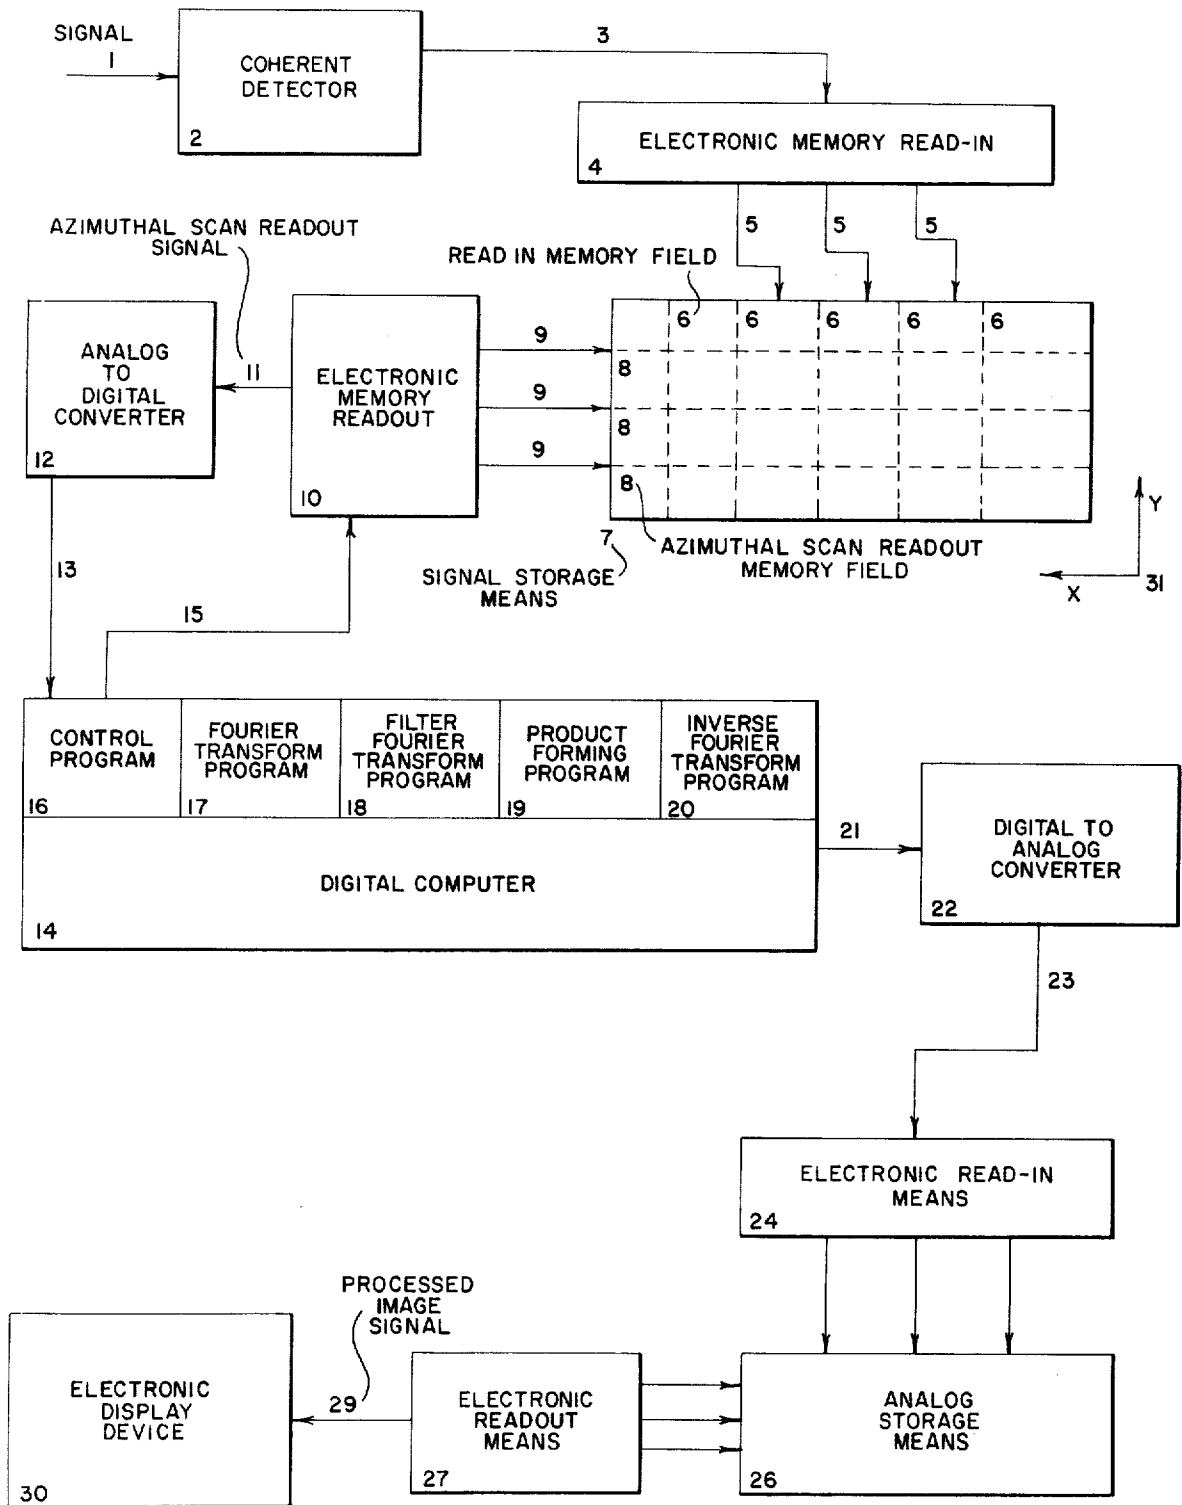 SIGNAL
1
COHERENT
DETECTOR
2
3
ELECTRONIC MEMORY READ-IN
4
5 5 5
READ IN MEMORY FIELD
6 6 6 6 6
AZIMUTHAL SCAN READOUT
SIGNAL
11
ANALOG
TO
DIGITAL
CONVERTER
12
ELECTRONIC
MEMORY
READOUT
10
9
9
9
8
8
8
7
SIGNAL STORAGE
MEANS
AZIMUTHAL SCAN READOUT
MEMORY FIELD
Y
X
31
13
15
CONTROL
PROGRAM
16
FOURIER
TRANSFORM
PROGRAM
17
FILTER
FOURIER
TRANSFORM
PROGRAM
18
PRODUCT
FORMING
PROGRAM
19
INVERSE
FOURIER
TRANSFORM
PROGRAM
20
DIGITAL COMPUTER
14
21
DIGITAL TO
ANALOG
CONVERTER
22
23
ELECTRONIC READ-IN
MEANS
24
PROCESSED
IMAGE
SIGNAL
29
ELECTRONIC
DISPLAY
DEVICE
30
ELECTRONIC
READOUT
MEANS
27
ANALOG
STORAGE
MEANS
26